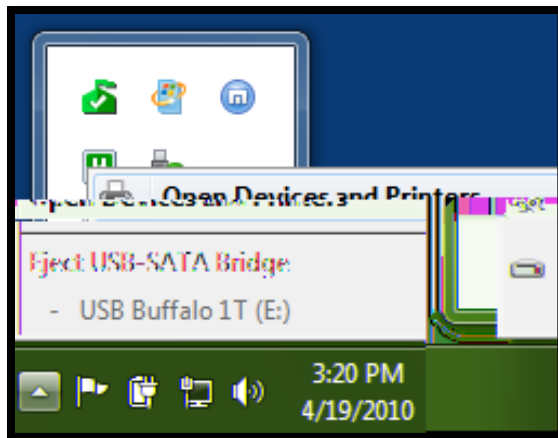 Open Devices and Printers
Eject USB-SATA Bridge
- USB Buffalo 1T (E:)
3:20 PM
4/19/2010